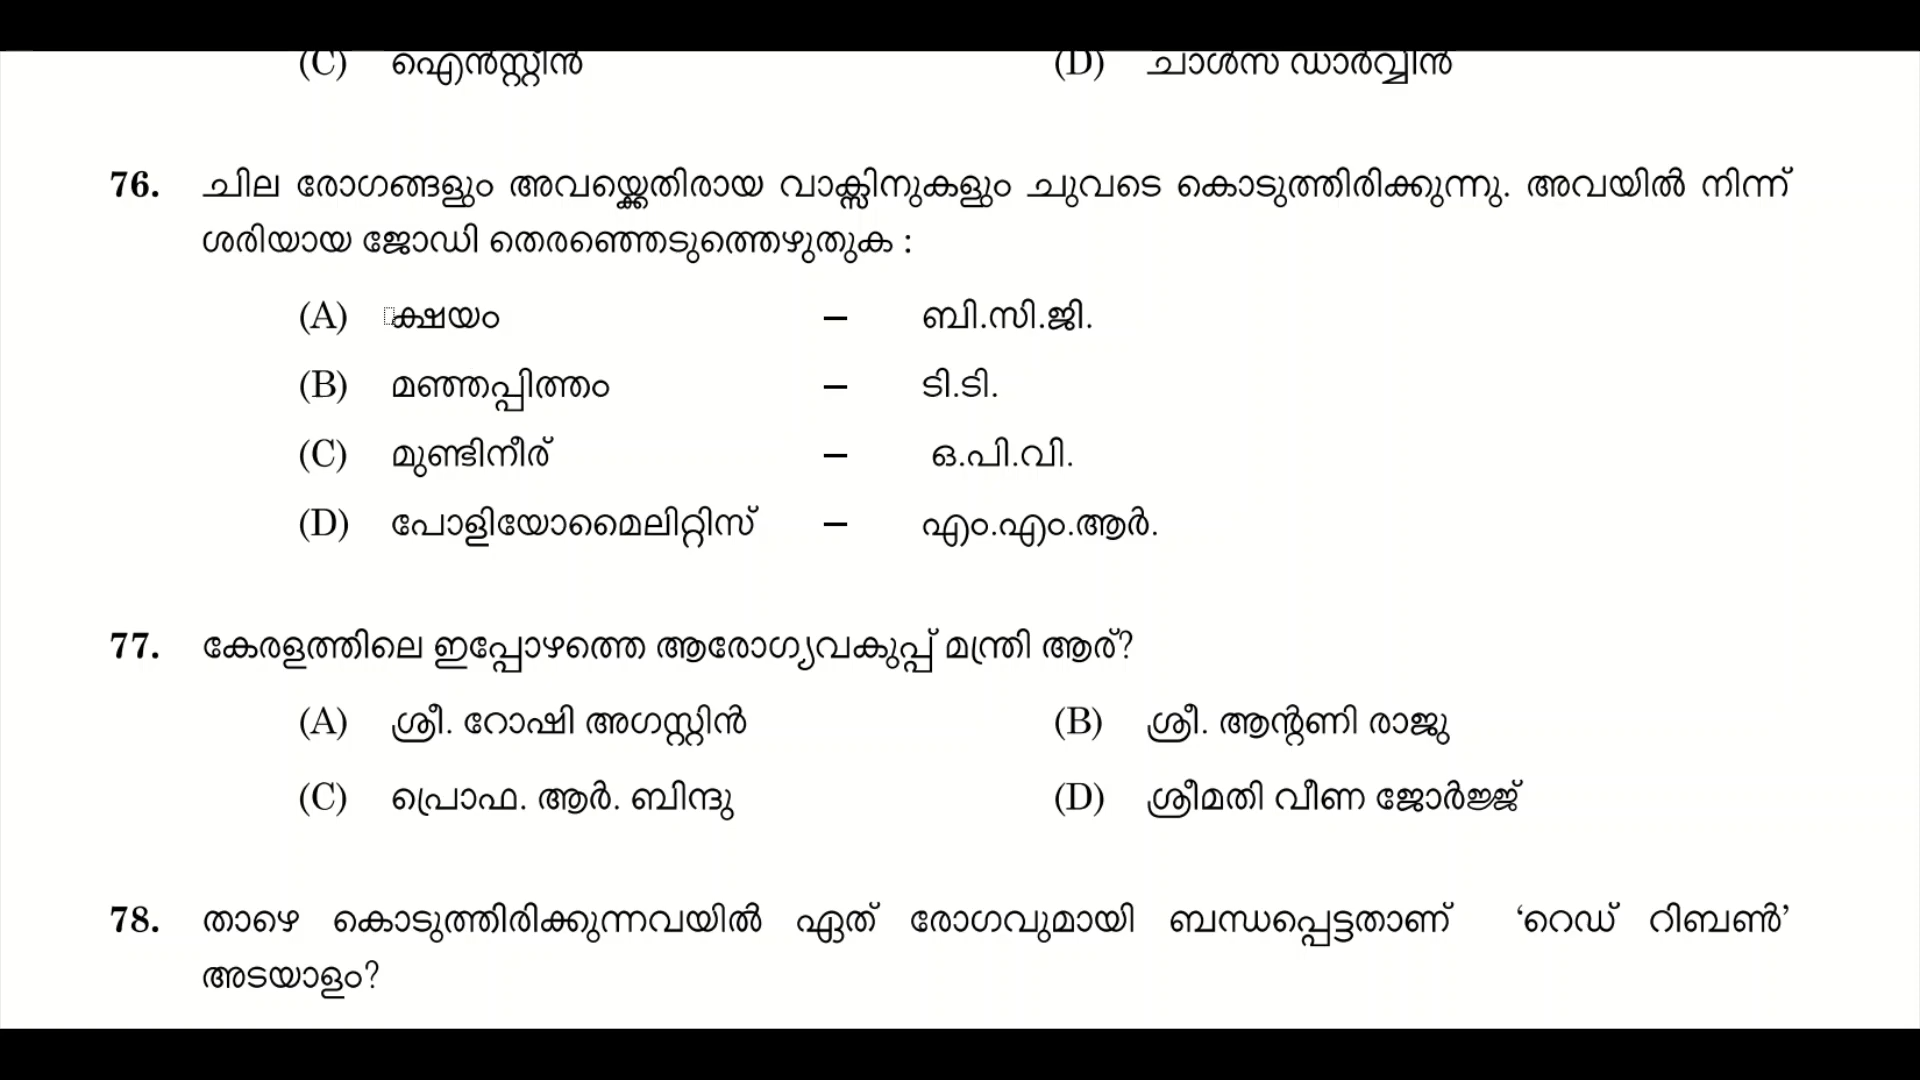 (C) ഐൻസ്റ്റീൻ (D) ചാൾസ് ഡാർവ്വിൻ
76. ചില രോഗങ്ങളും അവയ്ക്കെതിരായ വാക്സിനുകളും ചുവടെ കൊടുത്തിരിക്കുന്നു. അവയിൽ നിന്ന്
ശരിയായ ജോഡി തെരഞ്ഞെടുത്തെഴുതുക :
(A) ക്ഷയം – ബി.സി.ജി.
(B) മഞ്ഞപ്പിത്തം – ടി.ടി.
(C) മുണ്ടിനീര് – ഒ.പി.വി.
(D) പോളിയോമൈലിറ്റിസ് – എം.എം.ആർ.
77. കേരളത്തിലെ ഇപ്പോഴത്തെ ആരോഗ്യവകുപ്പ് മന്ത്രി ആര്?
(A) ശ്രീ. റോഷി അഗസ്റ്റിൻ (B) ശ്രീ. ആന്റണി രാജു
(C) പ്രൊഫ. ആർ. ബിന്ദു (D) ശ്രീമതി വീണ ജോർജ്ജ്
78. താഴെ കൊടുത്തിരിക്കുന്നവയിൽ ഏത് രോഗവുമായി ബന്ധപ്പെട്ടതാണ് ‘റെഡ് റിബൺ’
അടയാളം?